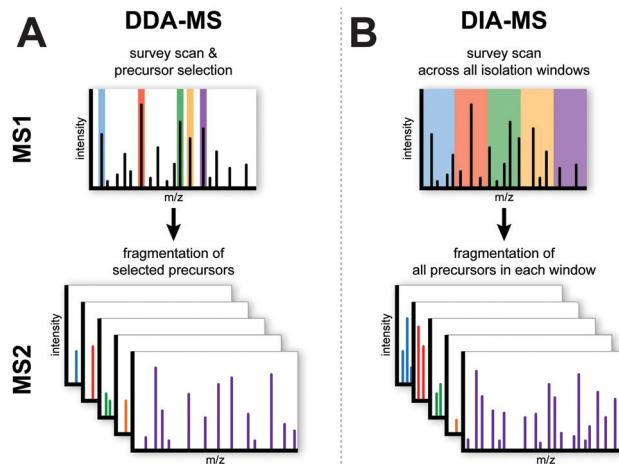 A
DDA-MS
survey scan &
precursor selection
MS1
intensity
m/z
fragmentation of
selected precursors
MS2
intensity
m/z
B
DIA-MS
survey scan
across all isolation windows
intensity
m/z
fragmentation of
all precursors in each window
intensity
m/z